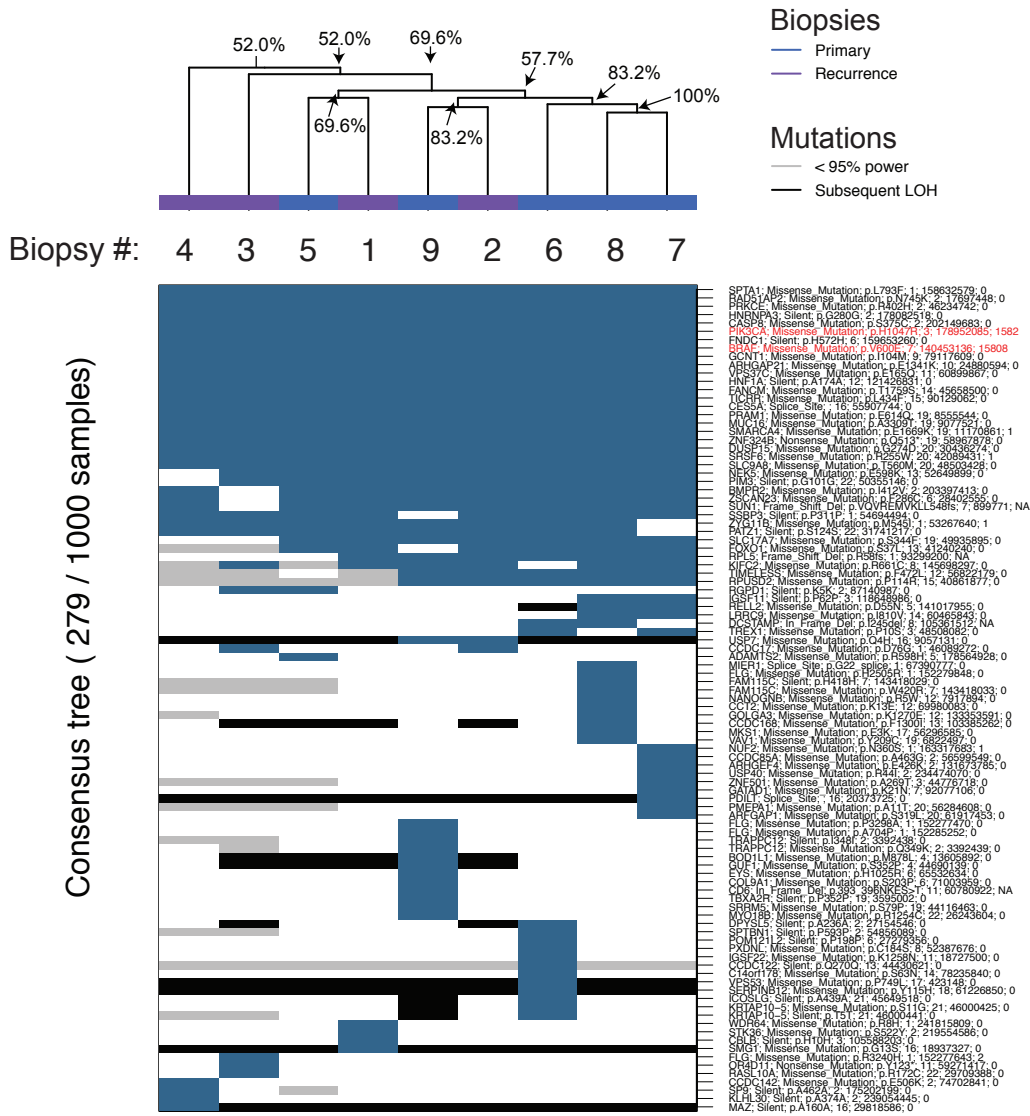 52.0%
52.0%
69.6%
57.7%
83.2%
100%
69.6%
83.2%
Biopsies
Primary
Recurrence
Mutations
< 95% power
Subsequent LOH
Biopsy #: 4 3 5 1 9 2 6 8 7
Consensus tree ( 279 / 1000 samples)
SPTA1; Missense_Mutation; p.L793F; 1; 158632579; 0
RAD51AP2; Missense_Mutation; p.N745K; 2; 17697448; 0
PRKCE; Missense_Mutation; p.R402H; 2; 46234742; 0
HNRNPA3; Silent; p.G280G; 2; 178082518; 0
CASP8; Missense_Mutation; p.S375C; 2; 202149683; 0
PIK3CA; Missense_Mutation; p.H1047R; 3; 178952085; 1582
FNDC1; Silent; p.H572H; 6; 159653260; 0
BRAF; Missense_Mutation; p.V600E; 7; 140453136; 15808
GCNT1; Missense_Mutation; p.I104M; 9; 79117609; 0
ARHGAP21; Missense_Mutation; p.E1341K; 10; 24880594; 0
VPS37C; Missense_Mutation; p.E165Q; 11; 60899867; 0
HNF1A; Silent; p.A174A; 12; 121426831; 0
FANCM; Missense_Mutation; p.T1759S; 14; 45658500; 0
TICRR; Missense_Mutation; p.L434F; 15; 90129062; 0
CES5A; Splice_Site; ; 16; 55907744; 0
PRAM1; Missense_Mutation; p.E614Q; 19; 8555544; 0
MUC16; Missense_Mutation; p.A3309T; 19; 9077521; 0
SMARCA4; Missense_Mutation; p.E1669K; 19; 11170861; 1
ZNF324B; Nonsense_Mutation; p.Q513*; 19; 58967878; 0
DUSP15; Missense_Mutation; p.G274D; 20; 30436274; 0
SRSF6; Missense_Mutation; p.R255W; 20; 42089431; 1
SLC9A8; Missense_Mutation; p.T560M; 20; 48503428; 0
NEK5; Missense_Mutation; p.E598K; 13; 52649899; 0
PIM3; Silent; p.G101G; 22; 50355146; 0
BMPR2; Missense_Mutation; p.I412V; 2; 203397413; 0
ZSCAN23; Missense_Mutation; p.F286C; 6; 28402555; 0
SUN1; Frame_Shift_Del; p.VQVREMVKLL548fs; 7; 899771; NA
SSBP3; Silent; p.P311P; 1; 54694494; 0
ZYG11B; Missense_Mutation; p.M545I; 1; 53267640; 1
PATZ1; Silent; p.S124S; 22; 31741217; 0
SLC17A7; Missense_Mutation; p.S344F; 19; 49935895; 0
FOXO1; Missense_Mutation; p.S37L; 13; 41240240; 0
RPL5; Frame_Shift_Del; p.R58fs; 1; 93299200; NA
KIFC2; Missense_Mutation; p.R661C; 8; 145698297; 0
TIMELESS; Missense_Mutation; p.F472L; 12; 56822179; 0
RPUSD2; Missense_Mutation; p.P114R; 15; 40861877; 0
RGPD1; Silent; p.K5K; 2; 87140987; 0
IGSF11; Silent; p.P62P; 3; 118648986; 0
RELL2; Missense_Mutation; p.D55N; 5; 141017955; 0
LRRC9; Missense_Mutation; p.I810V; 14; 60465843; 0
DCSTAMP; In_Frame_Del; p.I245del; 8; 105361512; NA
TREX1; Missense_Mutation; p.P10S; 3; 48508082; 0
USP7; Missense_Mutation; p.Q4H; 16; 9057131; 0
CCDC17; Missense_Mutation; p.D76G; 1; 46089272; 0
ADAMTS2; Missense_Mutation; p.R598H; 5; 178564928; 0
MIER1; Splice_Site; p.G22_splice; 1; 67390777; 0
FLG; Missense_Mutation; p.H2505R; 1; 152279848; 0
FAM115C; Silent; p.H418H; 7; 143418029; 0
FAM115C; Missense_Mutation; p.W420R; 7; 143418033; 0
NANOGNB; Missense_Mutation; p.R5W; 12; 7917894; 0
CCT2; Missense_Mutation; p.K13E; 12; 69980083; 0
GOLGA3; Missense_Mutation; p.K1270E; 12; 133353591; 0
CCDC168; Missense_Mutation; p.F1300I; 13; 103385262; 0
MKS1; Missense_Mutation; p.E3K; 17; 56296585; 0
VAV1; Missense_Mutation; p.Y209C; 19; 6822497; 0
NUF2; Missense_Mutation; p.N360S; 1; 163317683; 1
CCDC85A; Missense_Mutation; p.A463G; 2; 56599549; 0
ARHGEF4; Missense_Mutation; p.E426K; 2; 131673785; 0
USP40; Missense_Mutation; p.R44I; 2; 234474070; 0
ZNF501; Missense_Mutation; p.A269T; 3; 44776718; 0
GATAD1; Missense_Mutation; p.K21N; 7; 92077106; 0
PDILT; Splice_Site; ; 16; 20373725; 0
PMEPA1; Missense_Mutation; p.A11T; 20; 56284608; 0
ARFGAP1; Missense_Mutation; p.S319L; 20; 61917453; 0
FLG; Missense_Mutation; p.P3298A; 1; 152277470; 0
FLG; Missense_Mutation; p.A704P; 1; 152285252; 0
TRAPPC12; Silent; p.I348I; 2; 3392438; 0
TRAPPC12; Missense_Mutation; p.Q349K; 2; 3392439; 0
BOD1L1; Missense_Mutation; p.M878L; 4; 13605892; 0
GUF1; Missense_Mutation; p.S352P; 4; 44690139; 0
EYS; Missense_Mutation; p.H1025R; 6; 65532634; 0
COL9A1; Missense_Mutation; p.S203P; 6; 71003959; 0
CD6; In_Frame_Del; p.393_396NKES>T; 11; 60780922; NA
TBXA2R; Silent; p.P352P; 19; 3595002; 0
SRRM5; Missense_Mutation; p.S79P; 19; 44116463; 0
MYO18B; Missense_Mutation; p.R1254C; 22; 26243604; 0
DPYSL5; Silent; p.A236A; 2; 27154546; 0
SPTBN1; Silent; p.P593P; 2; 54856089; 0
POM121L2; Silent; p.P198P; 6; 27279356; 0
PXDNL; Missense_Mutation; p.C184S; 8; 52387676; 0
IGSF22; Missense_Mutation; p.K1258N; 11; 18727500; 0
CCDC122; Silent; p.Q270Q; 13; 44430621; 0
C14orf178; Missense_Mutation; p.S63N; 14; 78235840; 0
VPS53; Missense_Mutation; p.P749L; 17; 423148; 0
SERPINB12; Missense_Mutation; p.Y115H; 18; 61226850; 0
ICOSLG; Silent; p.A439A; 21; 45649518; 0
KRTAP10-5; Missense_Mutation; p.S11G; 21; 46000425; 0
KRTAP10-5; Silent; p.T5T; 21; 46000441; 0
WDR64; Missense_Mutation; p.R8H; 1; 241815809; 0
STK36; Missense_Mutation; p.S522Y; 2; 219554586; 0
CBLB; Silent; p.H10H; 3; 105588203; 0
SMG1; Missense_Mutation; p.G13S; 16; 18937327; 0
FLG; Missense_Mutation; p.R3240H; 1; 152277643; 2
OR4D11; Nonsense_Mutation; p.Y123*; 11; 59271417; 0
RASL10A; Missense_Mutation; p.R172C; 22; 29709388; 0
CCDC142; Missense_Mutation; p.E506K; 2; 74702841; 0
SP9; Silent; p.A462A; 2; 175202199; 0
KLHL30; Silent; p.A374A; 2; 239054445; 0
MAZ; Silent; p.A160A; 16; 29818586; 0